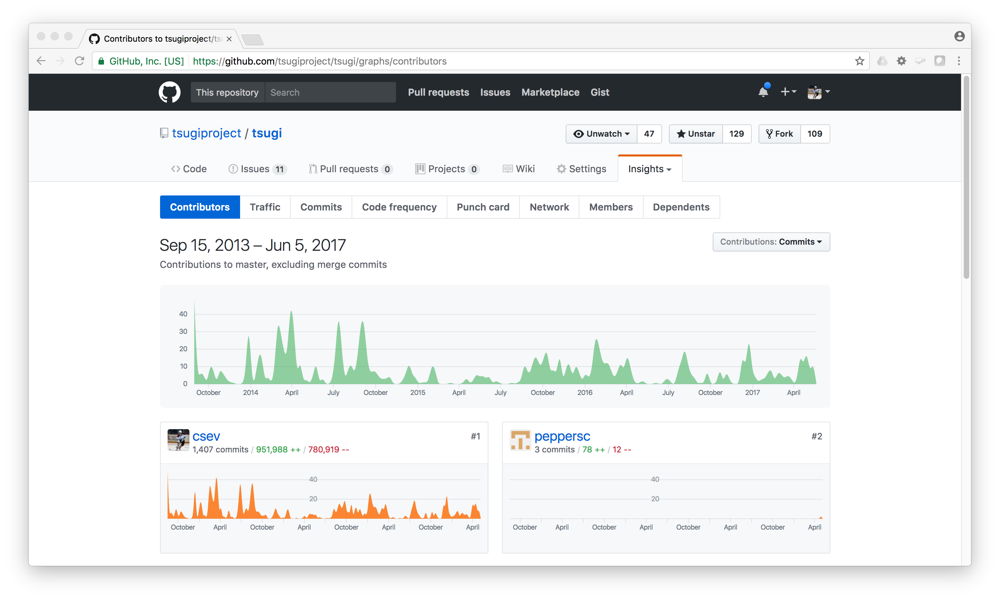 Contributors to tsugiproject/ts
GitHub, Inc. [US] https://github.com/tsugiproject/tsugi/graphs/contributors
This repository Search Pull requests Issues Marketplace Gist
tsugiproject / tsugi Unwatch 47 Unstar 129 Fork 109
Code Issues 11 Pull requests 0 Projects 0 Wiki Settings Insights
Contributors Traffic Commits Code frequency Punch card Network Members Dependents
Sep 15, 2013 – Jun 5, 2017 Contributions: Commits
Contributions to master, excluding merge commits
40
30
20
10
0
October 2014 April July October 2015 April July October 2016 April July October 2017 April
csev #1
1,407 commits / 951,988 ++ / 780,919 --
40
20
October April October April October April October April
peppersc #2
3 commits / 78 ++ / 12 --
40
20
October April October April October April October April